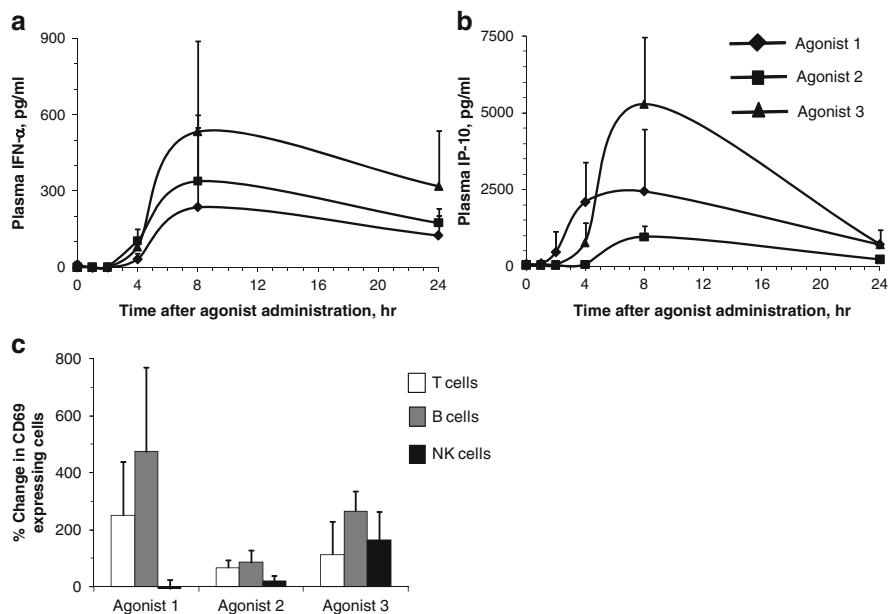 a
900
600
300
0
Plasma IFN-α, pg/ml
0 4 8 12 16 20 24
Time after agonist administration, hr
b
7500
5000
2500
0
Plasma IP-10, pg/ml
0 4 8 12 16 20 24
Time after agonist administration, hr
Agonist 1
Agonist 2
Agonist 3
c
800
600
400
200
0
% Change in CD69
expressing cells
Agonist 1 Agonist 2 Agonist 3
T cells
B cells
NK cells